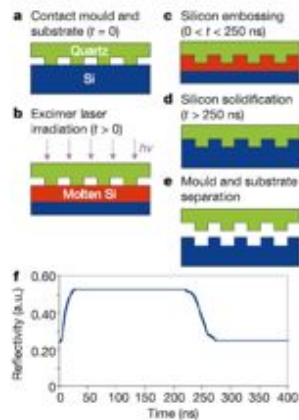 a Contact mould and
substrate (t = 0)
Quartz
Si
b Excimer laser
irradiation (t > 0)
hν
Molten Si
c Silicon embossing
(0 < t < 250 ns)
d Silicon solidification
(t > 250 ns)
e Mould and substrate
separation
f
Reflectivity (a.u.)
0.60
0.40
0.20
0
0 50 100 150 200 250 300 350 400
Time (ns)